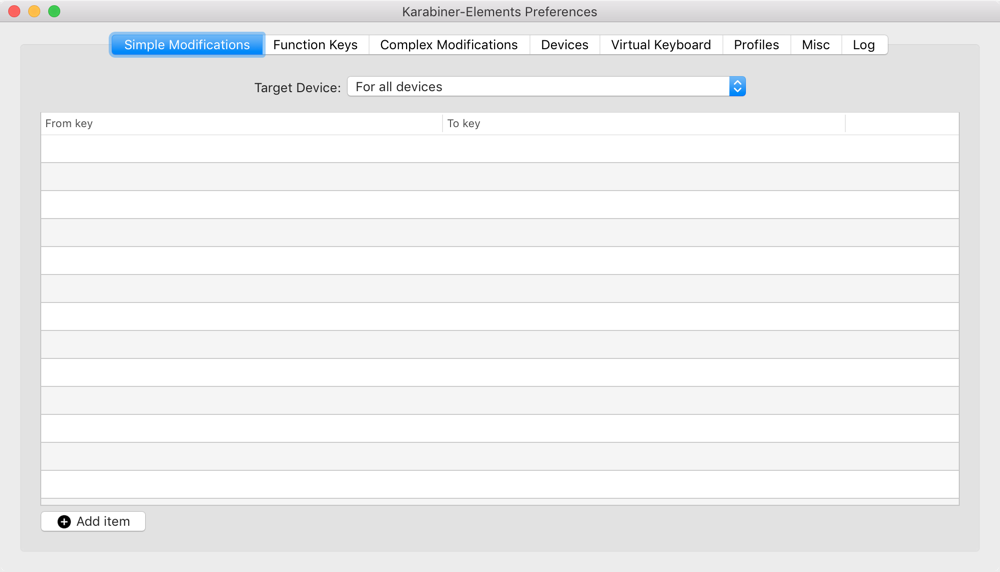 Karabiner-Elements Preferences
Simple Modifications Function Keys Complex Modifications Devices Virtual Keyboard Profiles Misc Log
Target Device: For all devices
From key To key
Add item